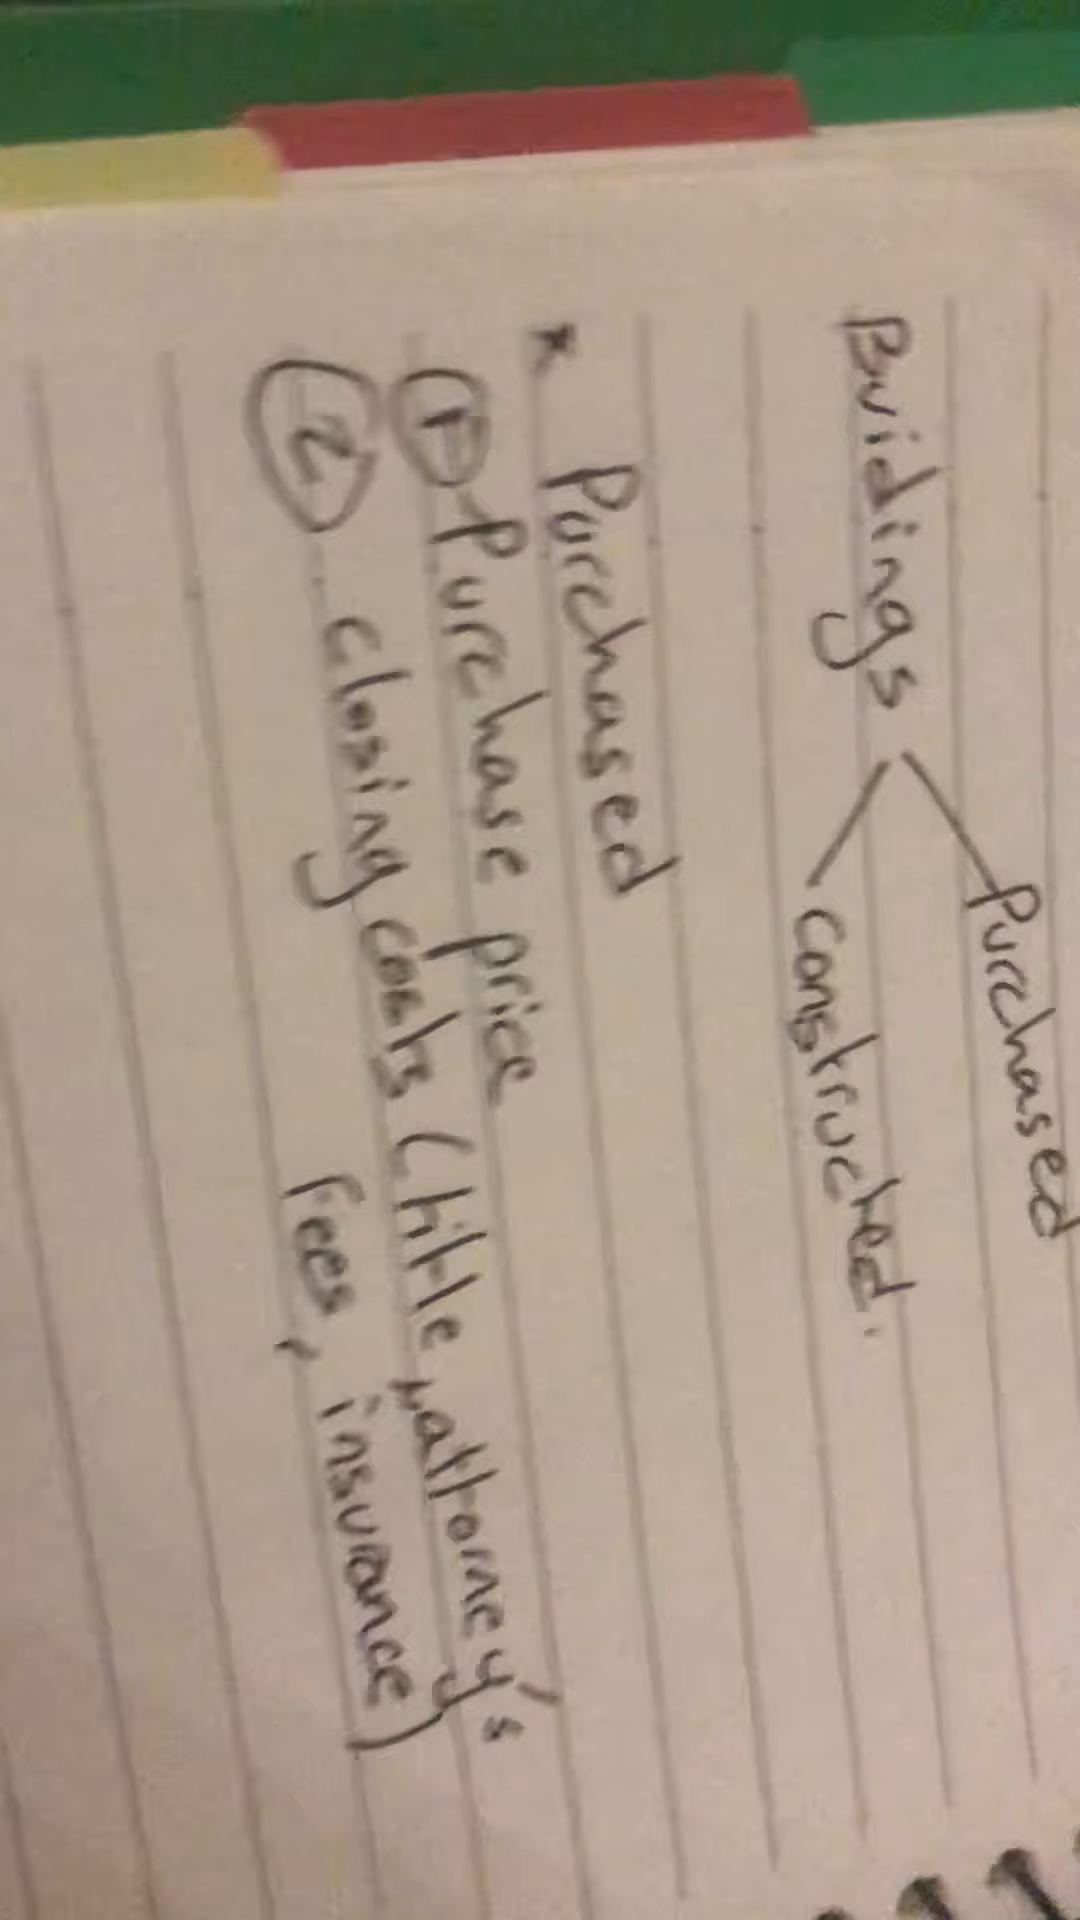 Purchased
Buidings
constructed.
* Purchased
① Purchase price
② closing costs (title, attorney's
Fees, insurance)